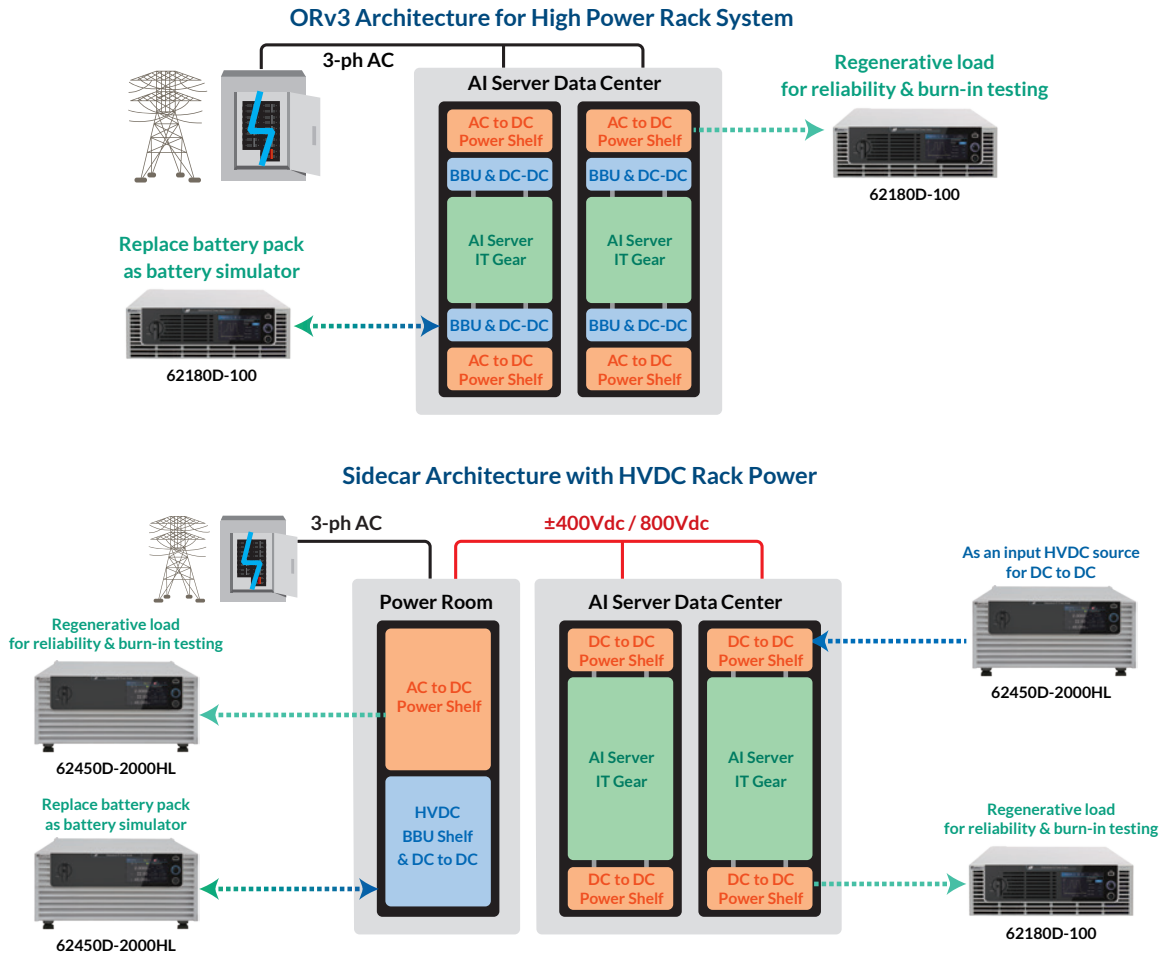 ORv3 Architecture for High Power Rack System
3-ph AC
AI Server Data Center
AC to DC
Power Shelf
BBU & DC-DC
AI Server
IT Gear
BBU & DC-DC
AC to DC
Power Shelf
AC to DC
Power Shelf
BBU & DC-DC
AI Server
IT Gear
BBU & DC-DC
AC to DC
Power Shelf
Regenerative load
for reliability & burn-in testing
62180D-100
Replace battery pack
as battery simulator
62180D-100
Sidecar Architecture with HVDC Rack Power
3-ph AC
±400Vdc / 800Vdc
Power Room
AC to DC
Power Shelf
HVDC
BBU Shelf
& DC to DC
Regenerative load
for reliability & burn-in testing
62450D-2000HL
Replace battery pack
as battery simulator
62450D-2000HL
AI Server Data Center
DC to DC
Power Shelf
AI Server
IT Gear
DC to DC
Power Shelf
DC to DC
Power Shelf
AI Server
IT Gear
DC to DC
Power Shelf
As an input HVDC source
for DC to DC
62450D-2000HL
Regenerative load
for reliability & burn-in testing
62180D-100